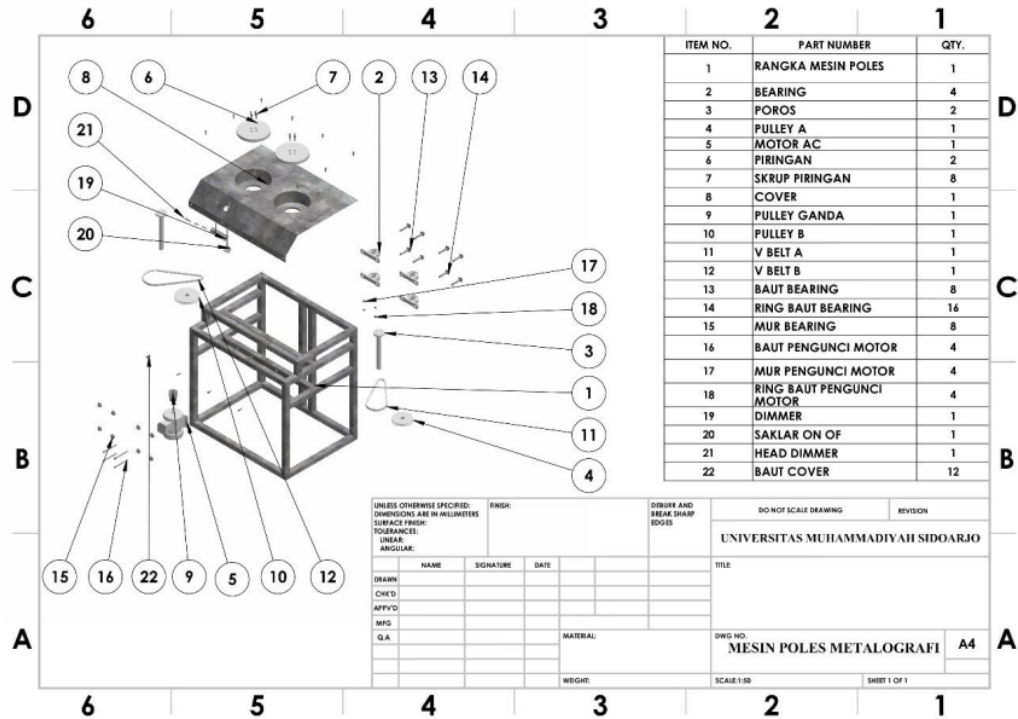 6 5 4 3 2 1
D D
C C
B B
A A
8 6 7 2 13 14
21
19
20
17
18
3
1
11
4
15 16 22 9 5 10 12
ITEM NO. PART NUMBER QTY.
1 RANGKA MESIN POLES 1
2 BEARING 4
3 POROS 2
4 PULLEY A 1
5 MOTOR AC 1
6 PIRINGAN 2
7 SKRUP PIRINGAN 8
8 COVER 1
9 PULLEY GANDA 1
10 PULLEY B 1
11 V BELT A 1
12 V BELT B 1
13 BAUT BEARING 8
14 RING BAUT BEARING 16
15 MUR BEARING 8
16 BAUT PENGUNCI MOTOR 4
17 MUR PENGUNCI MOTOR 4
18 RING BAUT PENGUNCI MOTOR 4
19 DIMMER 1
20 SAKLAR ON OF 1
21 HEAD DIMMER 1
22 BAUT COVER 12
UNLESS OTHERWISE SPECIFIED:
DIMENSIONS ARE IN MILLIMETERS
SURFACE FINISH:
TOLERANCES:
LINEAR:
ANGULAR:
FINISH:
DEBURR AND
BREAK SHARP
EDGES
DO NOT SCALE DRAWING
REVISION
UNIVERSITAS MUHAMMADIYAH SIDOARJO
NAME SIGNATURE DATE
DRAWN
CHK'D
APPV'D
MFG
Q.A
TITLE:
MATERIAL:
DWG NO.
MESIN POLES METALOGRAFI
A4
WEIGHT:
SCALE:1:50
SHEET 1 OF 1
6 5 4 3 2 1